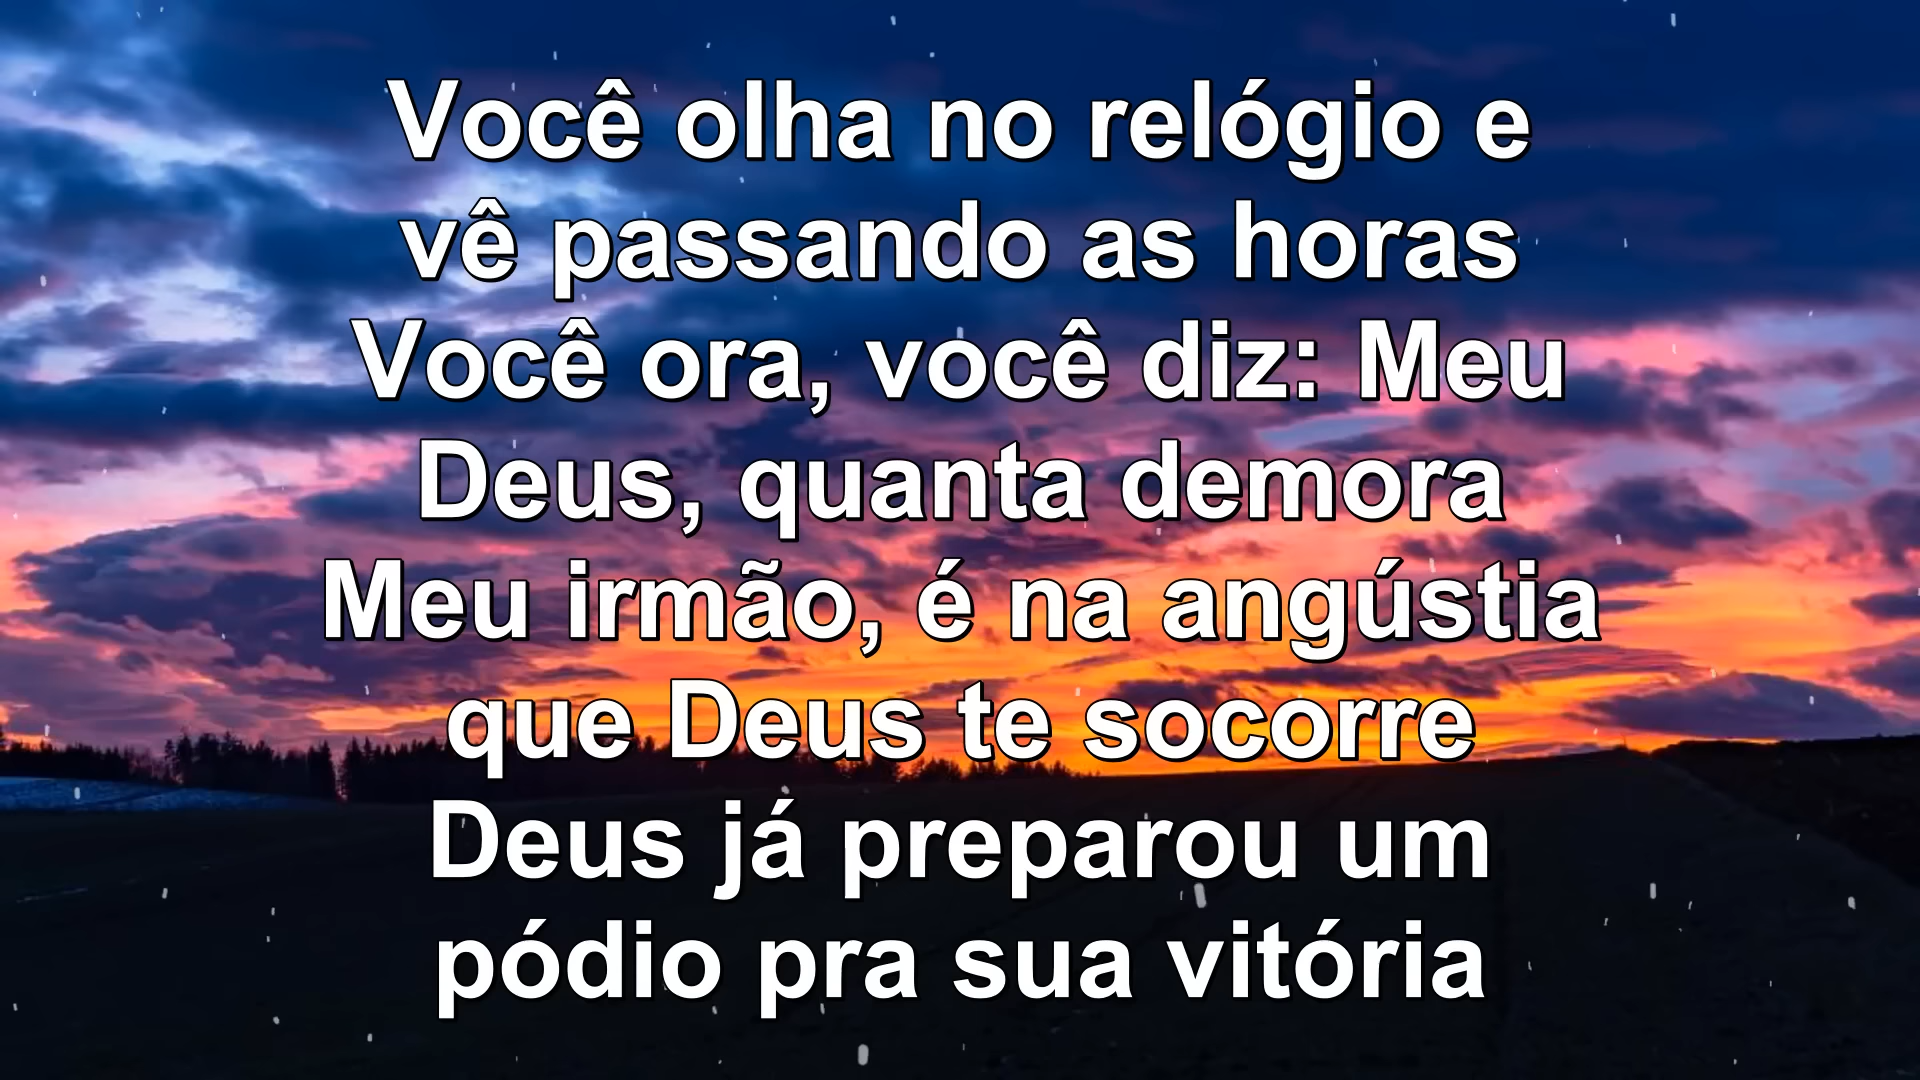 Você olha no relógio e
vê passando as horas
Você ora, você diz: Meu
Deus, quanta demora
Meu irmão, é na angústia
que Deus te socorre
Deus já preparou um
pódio pra sua vitória